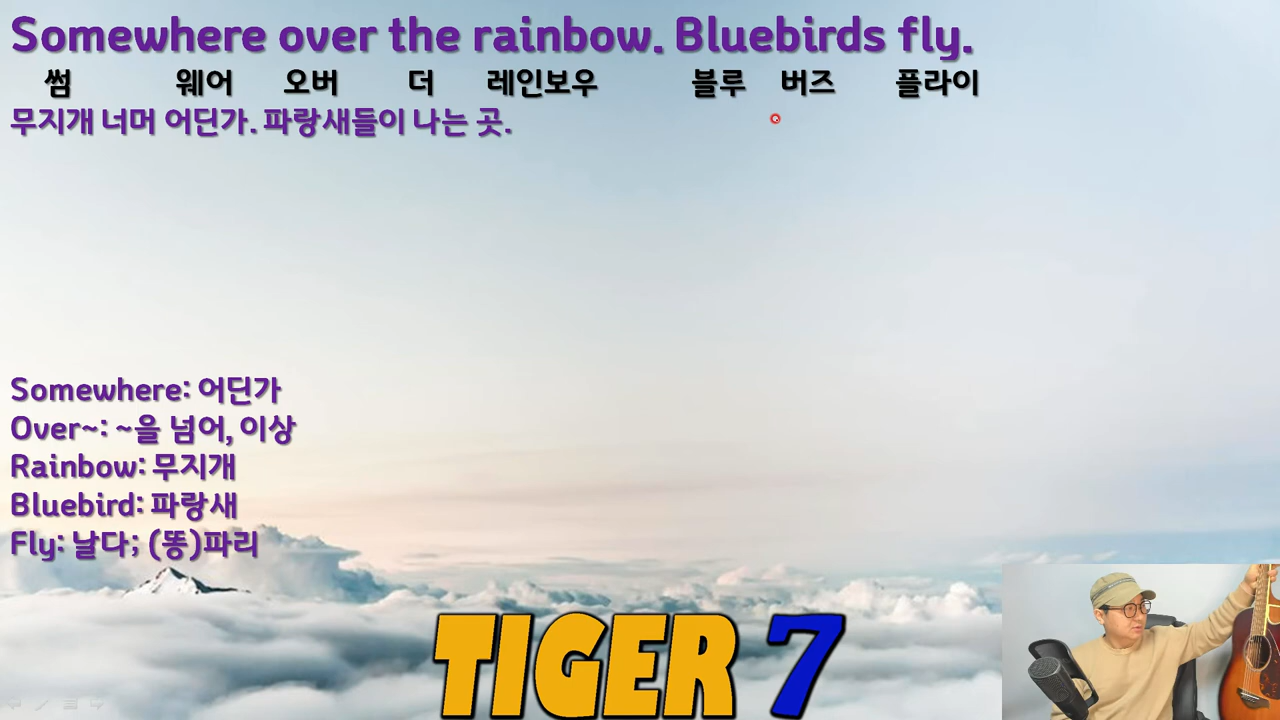 Somewhere over the rainbow. Bluebirds fly.
썸 웨어 오버 더 레인보우 블루 버즈 플라이
무지개 너머 어딘가. 파랑새들이 나는 곳.
Somewhere: 어딘가
Over~: ~을 넘어, 이상
Rainbow: 무지개
Bluebird: 파랑새
Fly: 날다; (똥)파리
TIGER 7